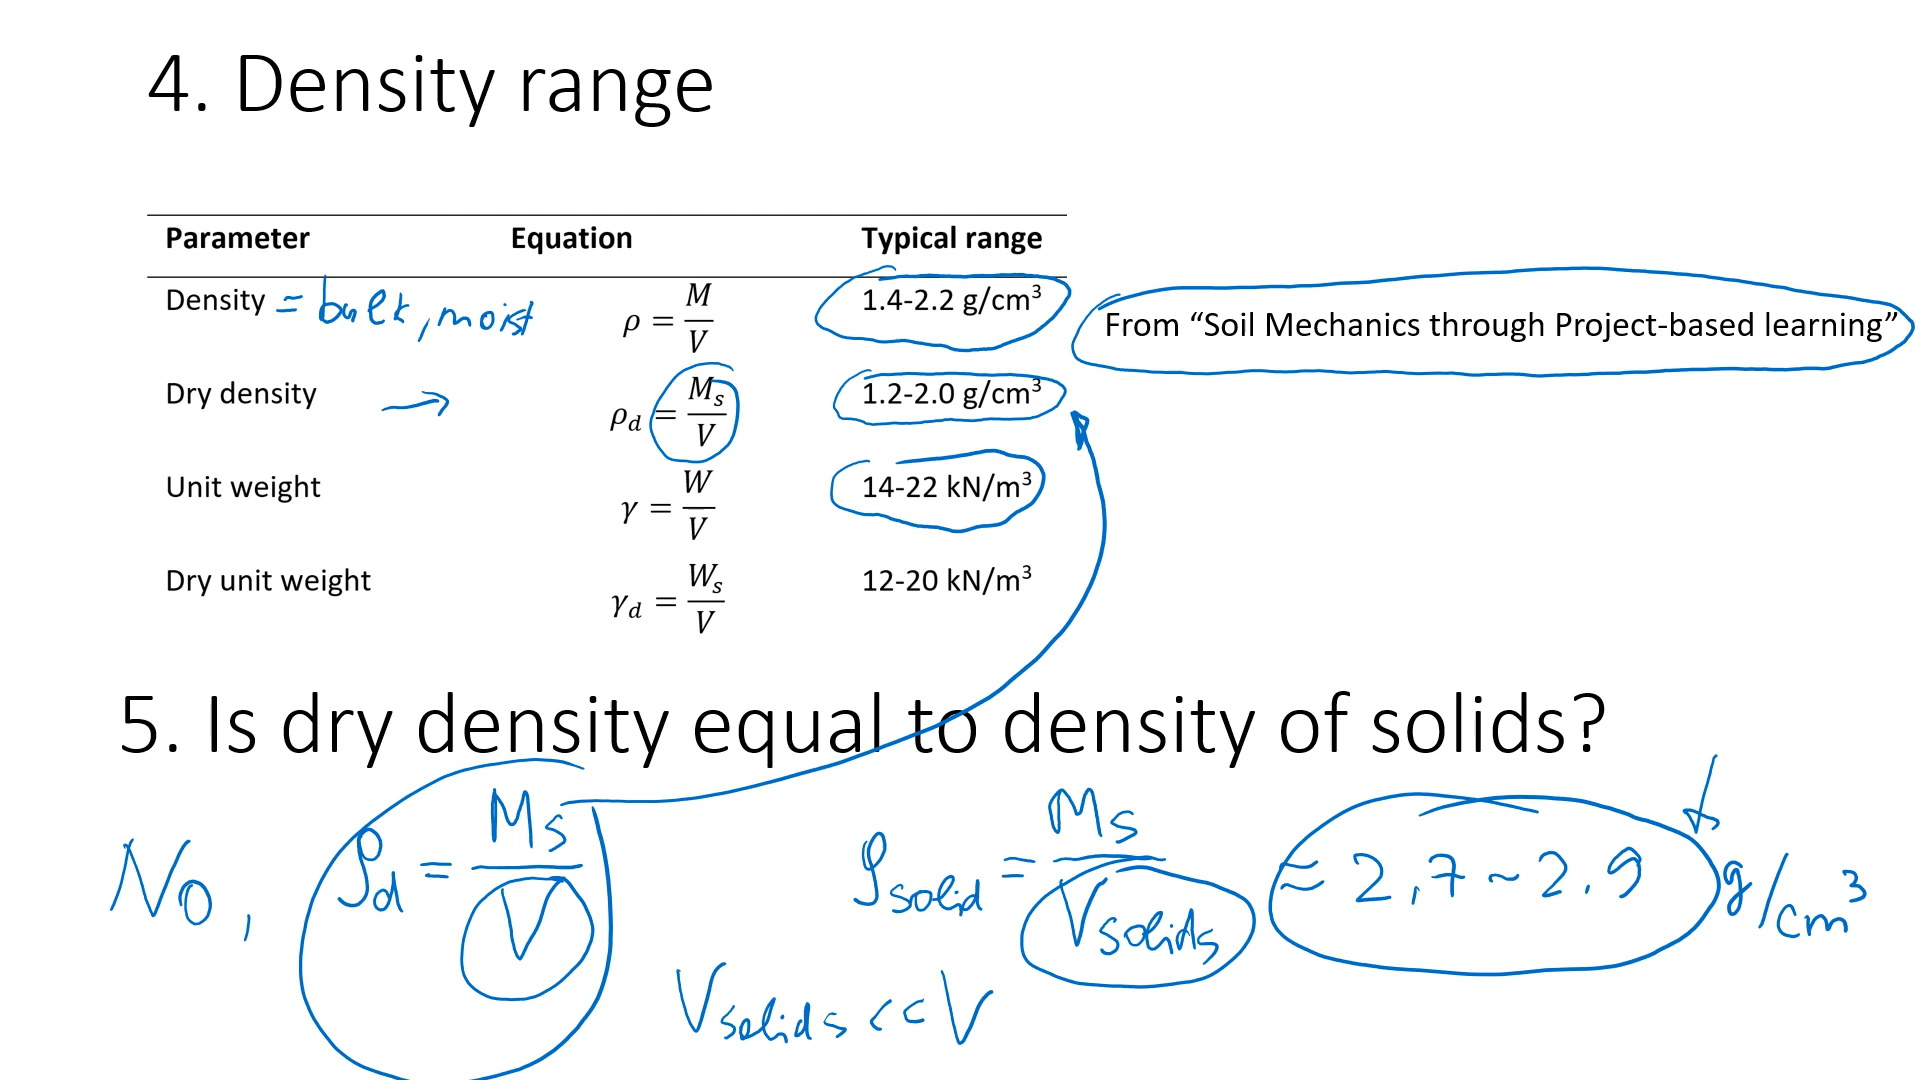 4. Density range
Parameter Equation Typical range
Density = bulk, moist ρ = M/V 1.4-2.2 g/cm³
From “Soil Mechanics through Project-based learning”
Dry density → ρd = Ms/V 1.2-2.0 g/cm³
Unit weight γ = W/V 14-22 kN/m³
Dry unit weight γd = Ws/V 12-20 kN/m³
5. Is dry density equal to density of solids?
No, ρd = Ms/V ρsolid = Ms/Vsolids ≈ 2,7 ~ 2.9 g/cm³
Vsolids << V